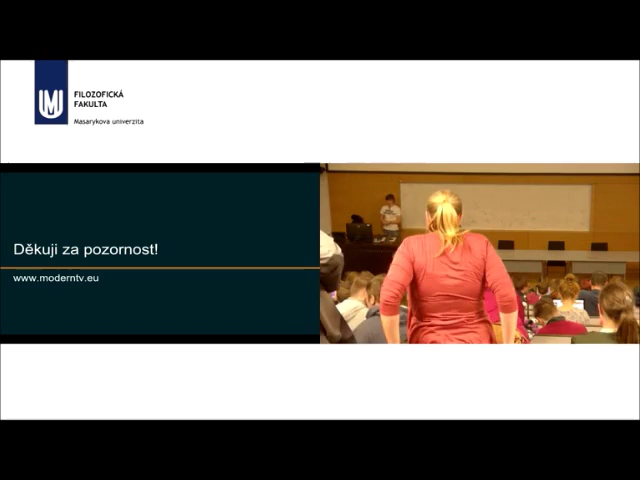 FILOZOFICKÁ
FAKULTA
Masarykova univerzita
Děkuji za pozornost!
www.moderntv.eu